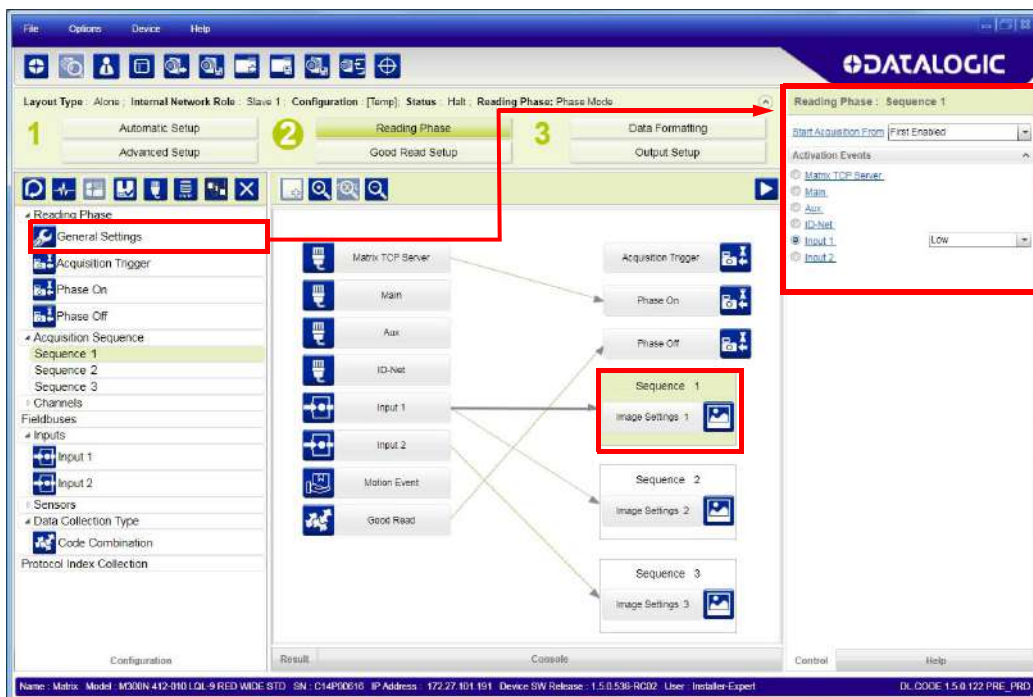 File Options Device Help
DATALOGIC
Layout Type : Alone ; Internal Network Role : Slave 1 ; Configuration : [Temp]; Status : Halt ; Reading Phase: Phase Mode
1 Automatic Setup
Advanced Setup
2 Reading Phase
Good Read Setup
3 Data Formatting
Output Setup
Reading Phase
General Settings
Acquisition Trigger
Phase On
Phase Off
Acquisition Sequence
Sequence 1
Sequence 2
Sequence 3
Channels
Fieldbuses
Inputs
Input 1
Input 2
Sensors
Data Collection Type
Code Combination
Protocol Index Collection
Configuration
Matrix TCP Server
Main
Aux
ID-Net
Input 1
Input 2
Motion Event
Good Read
Acquisition Trigger
Phase On
Phase Off
Sequence 1
Image Settings 1
Sequence 2
Image Settings 2
Sequence 3
Image Settings 3
Result Console
Reading Phase : Sequence 1
Start Acquisition From First Enabled
Activation Events
Matrix TCP Server
Main
Aux
ID-Net
Input 1 Low
Input 2
Control Help
Name : Matrix Model : M300N 412-010 LQL-9 RED WIDE STD SN : C14P00616 IP Address : 172.27.101.191 Device SW Release : 1.5.0.536-RC02 User : Installer-Expert DL.CODE 1.5.0.122 PRE_PRD